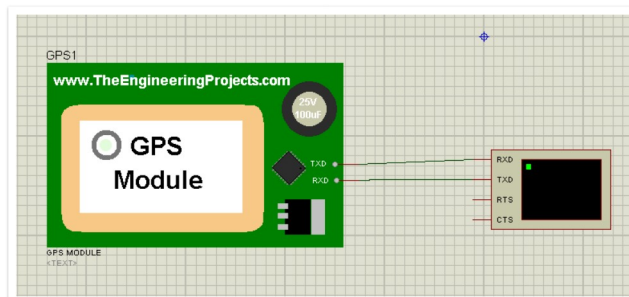 GPS1
www.TheEngineeringProjects.com
25V
100uF
GPS
Module
TXD
RXD
RXD
TXD
RTS
CTS
GPS MODULE
<TEXT>